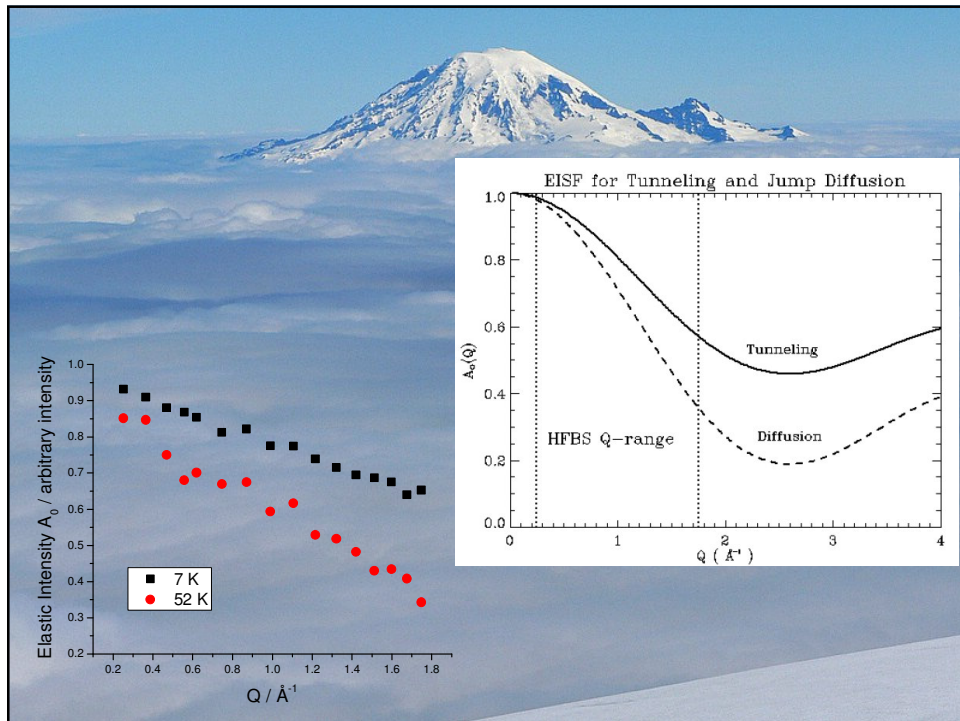 EISF for Tunneling and Jump Diffusion
1.0
0.8
0.6
0.4
0.2
0.0
A₀(Q)
Tunneling
HFBS Q-range
Diffusion
0 1 2 3 4
Q ( Å⁻¹)
1.0
0.9
0.8
0.7
0.6
0.5
0.4
0.3
0.2
Elastic Intensity A₀ / arbitrary intensity
7 K
52 K
0.2 0.4 0.6 0.8 1.0 1.2 1.4 1.6 1.8
Q / Å⁻¹